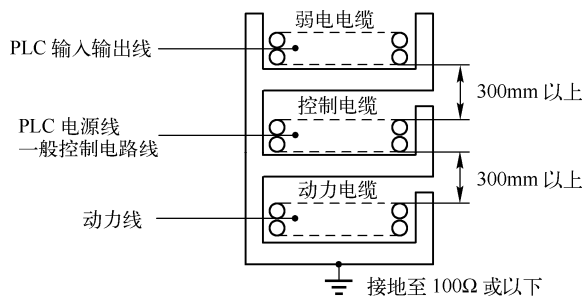 弱电电缆
PLC 输入输出线
300mm 以上
控制电缆
PLC 电源线
一般控制电路线
300mm 以上
动力电缆
动力线
接地至 100Ω 或以下